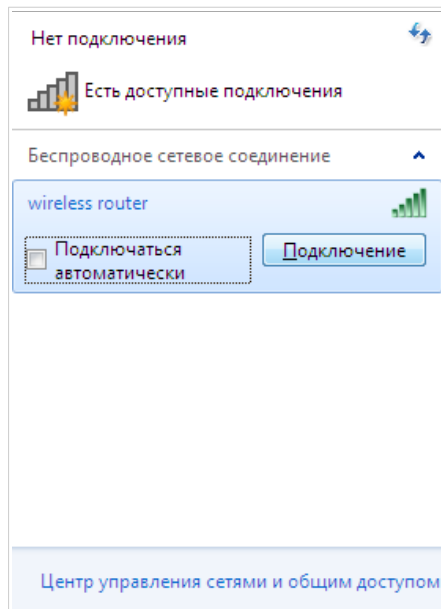 Нет подключения
Есть доступные подключения
Беспроводное сетевое соединение
wireless router
Подключаться
автоматически
Подключение
Центр управления сетями и общим доступом